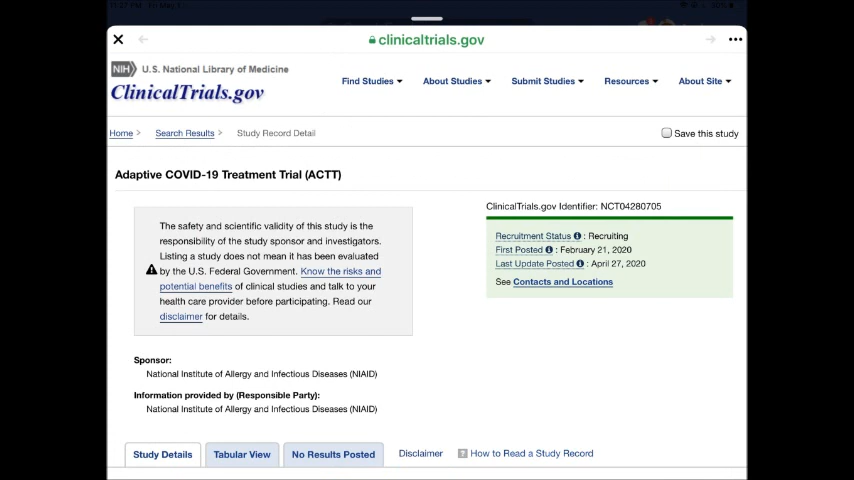 clinicaltrials.gov
NIH U.S. National Library of Medicine
ClinicalTrials.gov
Find Studies
About Studies
Submit Studies
Resources
About Site
Home > Search Results > Study Record Detail
Save this study
Adaptive COVID-19 Treatment Trial (ACTT)
The safety and scientific validity of this study is the
responsibility of the study sponsor and investigators.
Listing a study does not mean it has been evaluated
by the U.S. Federal Government. Know the risks and
potential benefits of clinical studies and talk to your
health care provider before participating. Read our
disclaimer for details.
ClinicalTrials.gov Identifier: NCT04280705
Recruitment Status : Recruiting
First Posted : February 21, 2020
Last Update Posted : April 27, 2020
See Contacts and Locations
Sponsor:
National Institute of Allergy and Infectious Diseases (NIAID)
Information provided by (Responsible Party):
National Institute of Allergy and Infectious Diseases (NIAID)
Study Details
Tabular View
No Results Posted
Disclaimer
? How to Read a Study Record